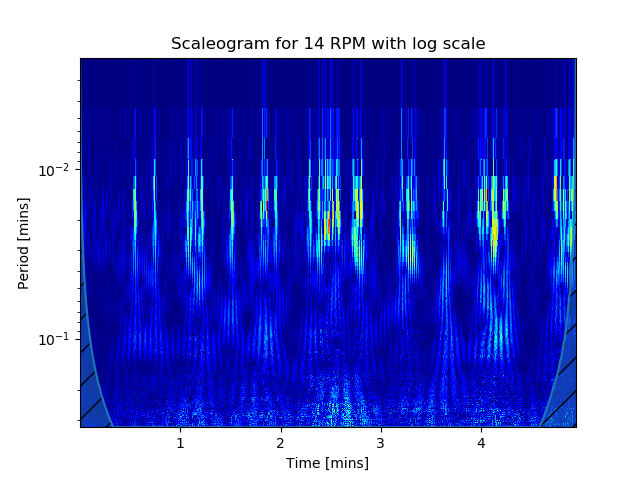 Scaleogram for 14 RPM with log scale
Period [mins]
10⁻²
10⁻¹
1 2 3 4
Time [mins]